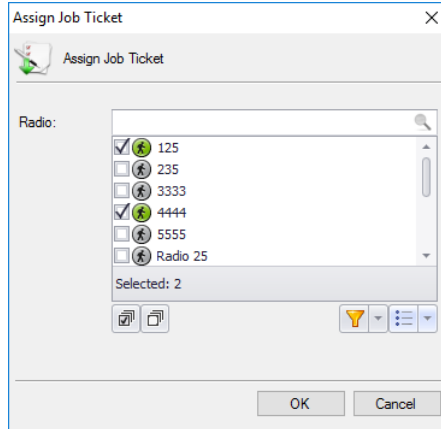 Assign Job Ticket
Assign Job Ticket
Radio:
125
235
3333
4444
5555
Radio 25
Selected: 2
OK
Cancel